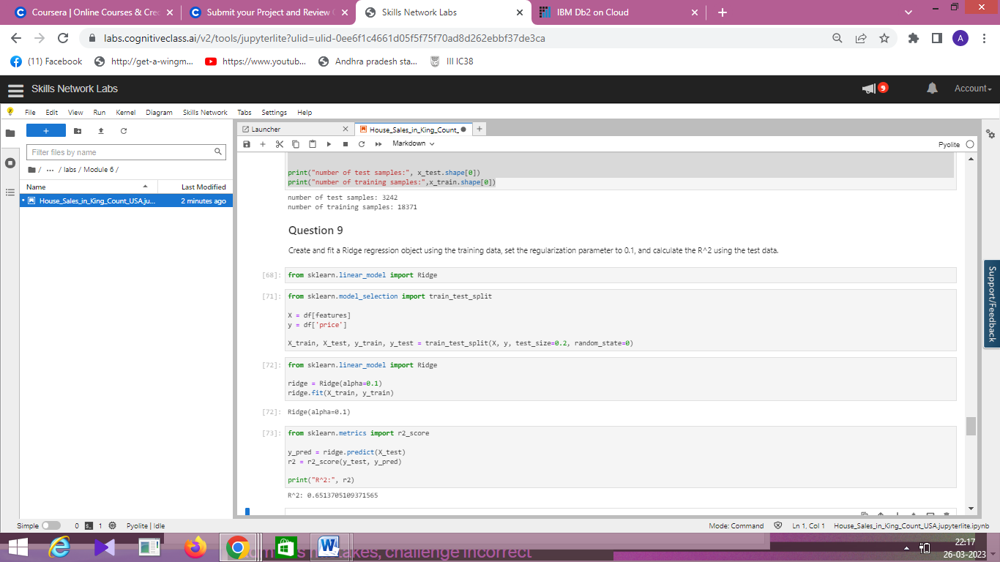 Coursera | Online Courses & Cre
Submit your Project and Review
Skills Network Labs
IBM Db2 on Cloud
labs.cognitiveclass.ai/v2/tools/jupyterlite?ulid=ulid-0ee6f1c4661d05f5f75f70ad8d262ebbf37de3ca
A
(11) Facebook
http://get-a-wingm...
https://www.youtub...
Andhra pradesh sta...
III IC38
Skills Network Labs
9
Account
File Edit View Run Kernel Diagram Skills Network Tabs Settings Help
Launcher
House_Sales_in_King_Count_
Filter files by name
Markdown
Pyolite
/ ... / labs / Module 6 /
Name
Last Modified
House_Sales_in_King_Count_USA.ju...
2 minutes ago
print("number of test samples:", x_test.shape[0])
print("number of training samples:",x_train.shape[0])
number of test samples: 3242
number of training samples: 18371
Question 9
Create and fit a Ridge regression object using the training data, set the regularization parameter to 0.1, and calculate the R^2 using the test data.
[68]: from sklearn.linear_model import Ridge
[71]: from sklearn.model_selection import train_test_split
X = df[features]
y = df['price']
X_train, X_test, y_train, y_test = train_test_split(X, y, test_size=0.2, random_state=0)
[72]: from sklearn.linear_model import Ridge
ridge = Ridge(alpha=0.1)
ridge.fit(X_train, y_train)
[72]: Ridge(alpha=0.1)
[73]: from sklearn.metrics import r2_score
y_pred = ridge.predict(X_test)
r2 = r2_score(y_test, y_pred)
print("R^2:", r2)
R^2: 0.6513705109371565
Support/Feedback
Simple
0
1
Pyolite | Idle
Mode: Command
Ln 1, Col 1
House_Sales_in_King_Count_USA.jupyterlite.ipynb
challenge incorrect
22:17
26-03-2023